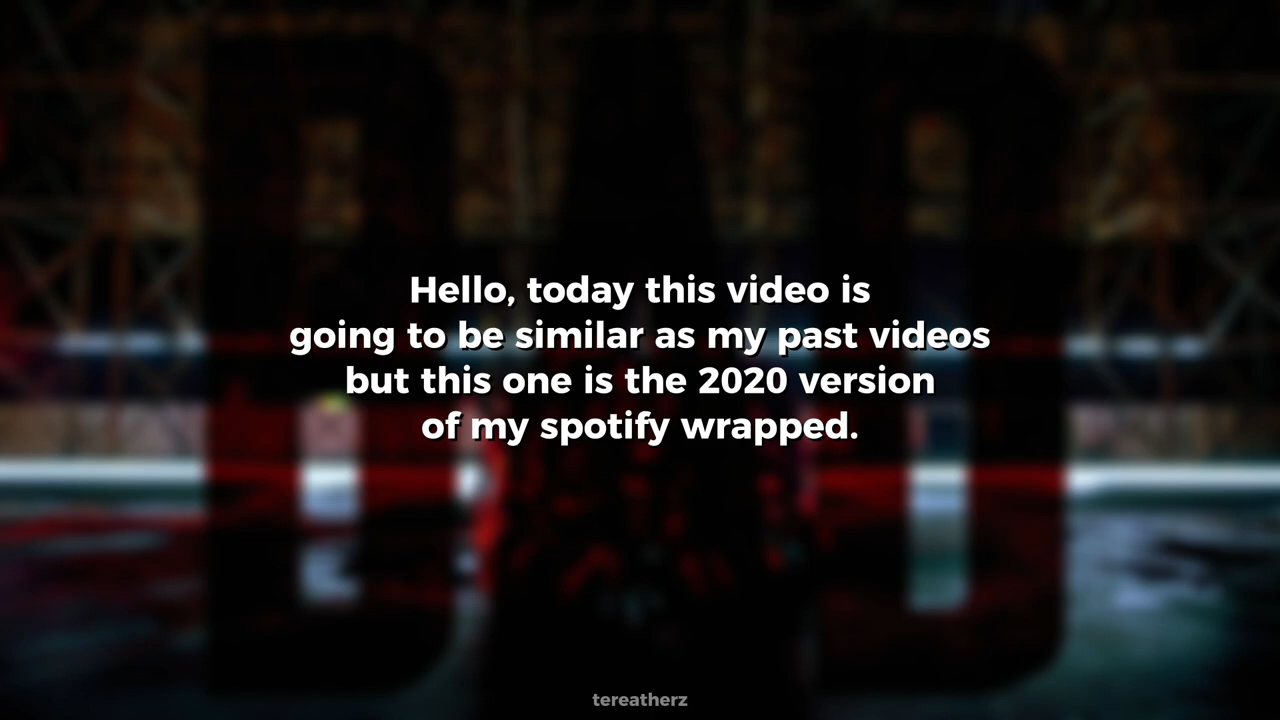 Hello, today this video is
going to be similar as my past videos
but this one is the 2020 version
of my spotify wrapped.
tereatherz